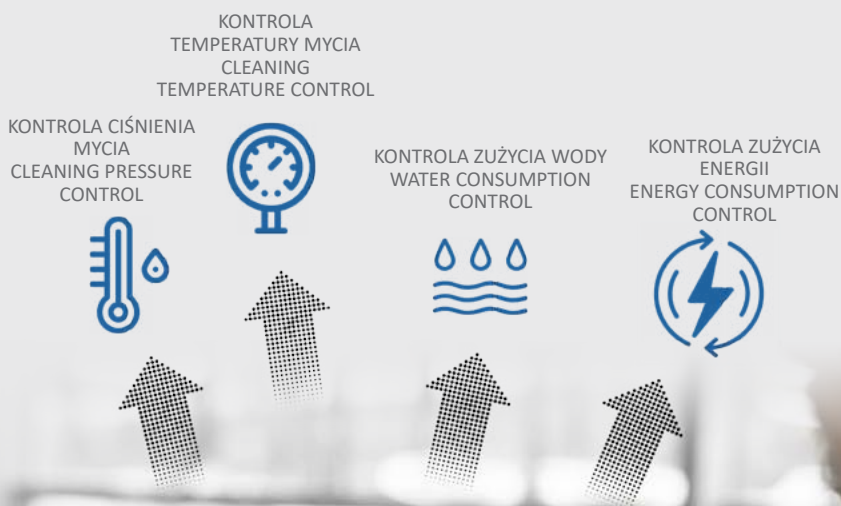 KONTROLA
TEMPERATURY MYCIA
CLEANING
TEMPERATURE CONTROL
KONTROLA CIŚNIENIA
MYCIA
CLEANING PRESSURE
CONTROL
KONTROLA ZUŻYCIA WODY
WATER CONSUMPTION
CONTROL
KONTROLA ZUŻYCIA
ENERGII
ENERGY CONSUMPTION
CONTROL